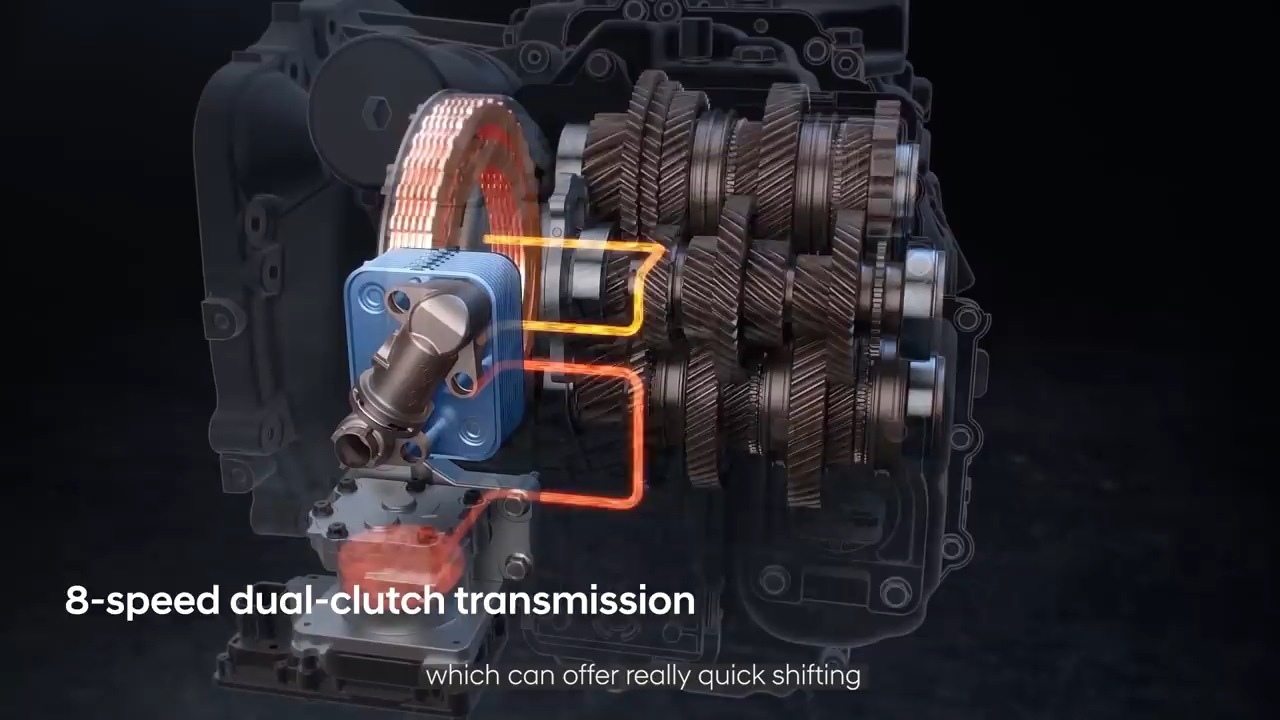 8-speed dual-clutch transmission
which can offer really quick shifting